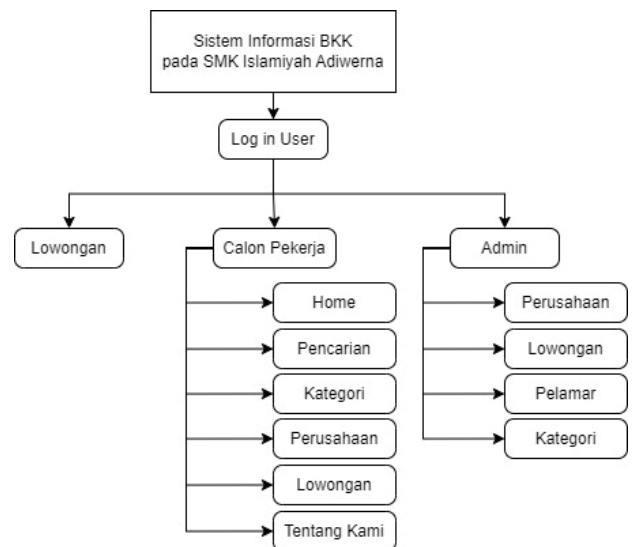 Sistem Informasi BKK
pada SMK Islamiyah Adiwerna
Log in User
Lowongan
Calon Pekerja
Admin
Home
Pencarian
Kategori
Perusahaan
Lowongan
Tentang Kami
Perusahaan
Lowongan
Pelamar
Kategori